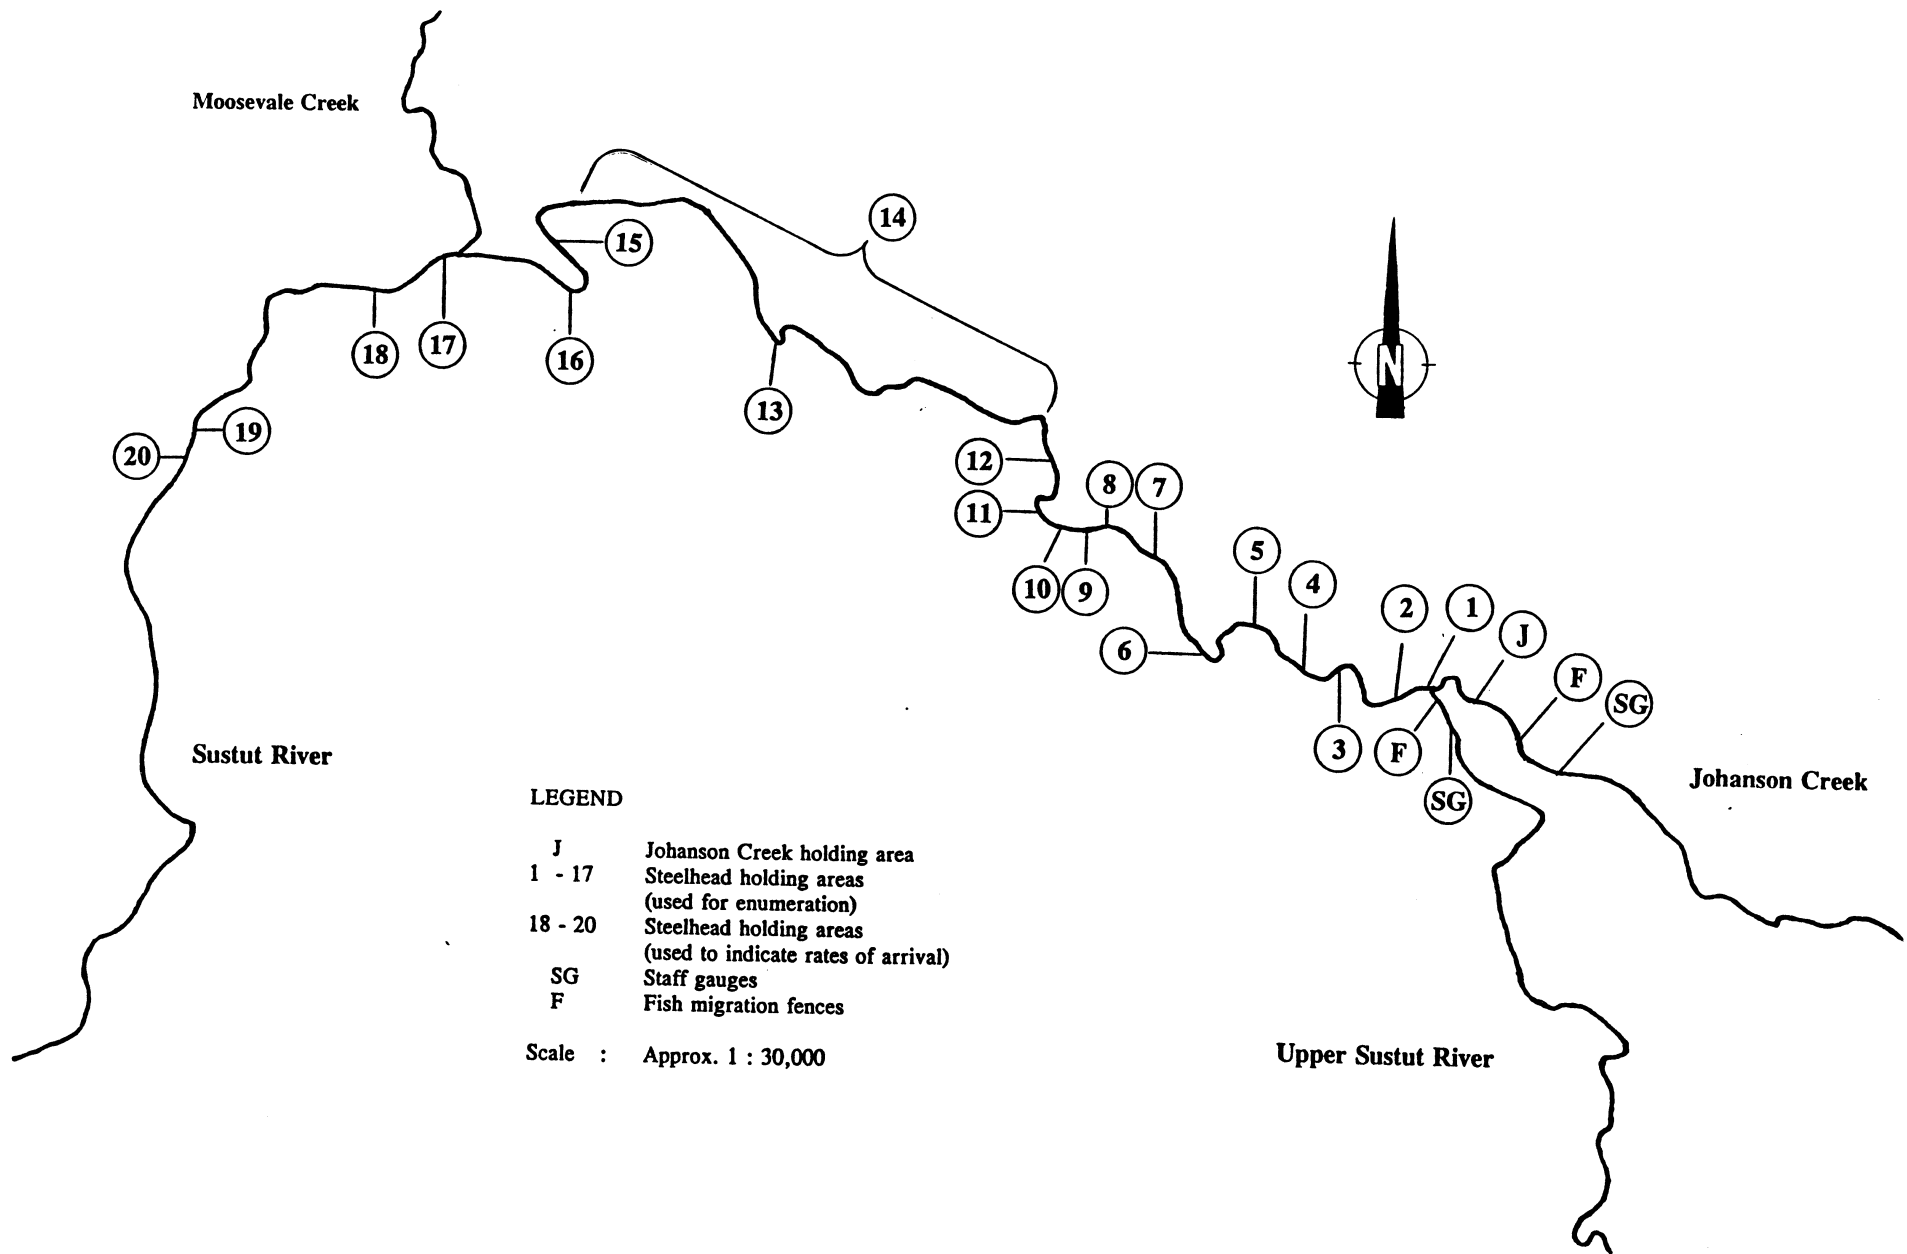 Moosevale Creek
14
15
18
17
16
13
N
20
19
12
8
7
11
5
10
9
4
2
1
6
J
F
SG
3
F
SG
Sustut River
Johanson Creek
LEGEND
J Johanson Creek holding area
1 - 17 Steelhead holding areas
(used for enumeration)
18 - 20 Steelhead holding areas
(used to indicate rates of arrival)
SG Staff gauges
F Fish migration fences
Scale : Approx. 1 : 30,000
Upper Sustut River